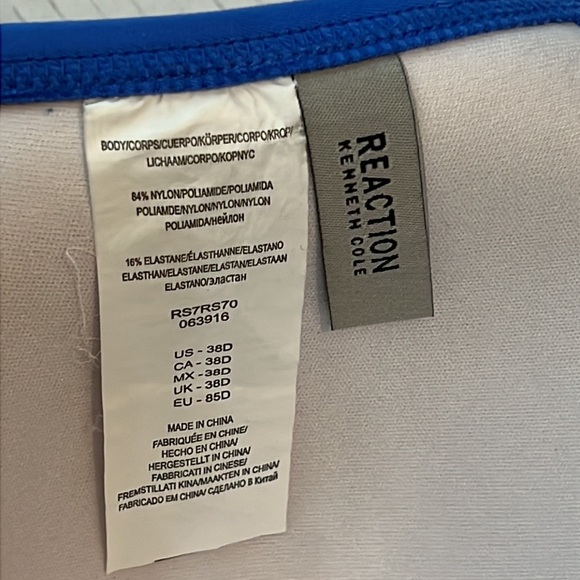 BODY/CORPS/CUERPO/KÖRPER/CORPO/KROP/
LICHAAM/CORPO/KOPNYC
84% NYLON/POLIAMIDE/POLIAMIDA
POLIAMIDE/NYLON/NYLON/NYLON
POLIAMIDA/нейлон
16% ELASTANE/ÉLASTHANNE/ELASTANO
ELASTHAN/ELASTANE/ELASTAN/ELASTAAN
ELASTANO/эластан
RS7RS70
063916
US - 38D
CA - 38D
MX - 38D
UK - 38D
EU - 85D
MADE IN CHINA
FABRIQUÉE EN CHINE/
HECHO EN CHINA/
HERGESTELLT IN CHINA/
FABBRICATI IN CINESE/
FREMSTILLATI KINA/MAAKTEN IN CHINA/
FABRICADO EM CHINA/ СДЕЛАНО В Китай
REACTION
KENNETH COLE